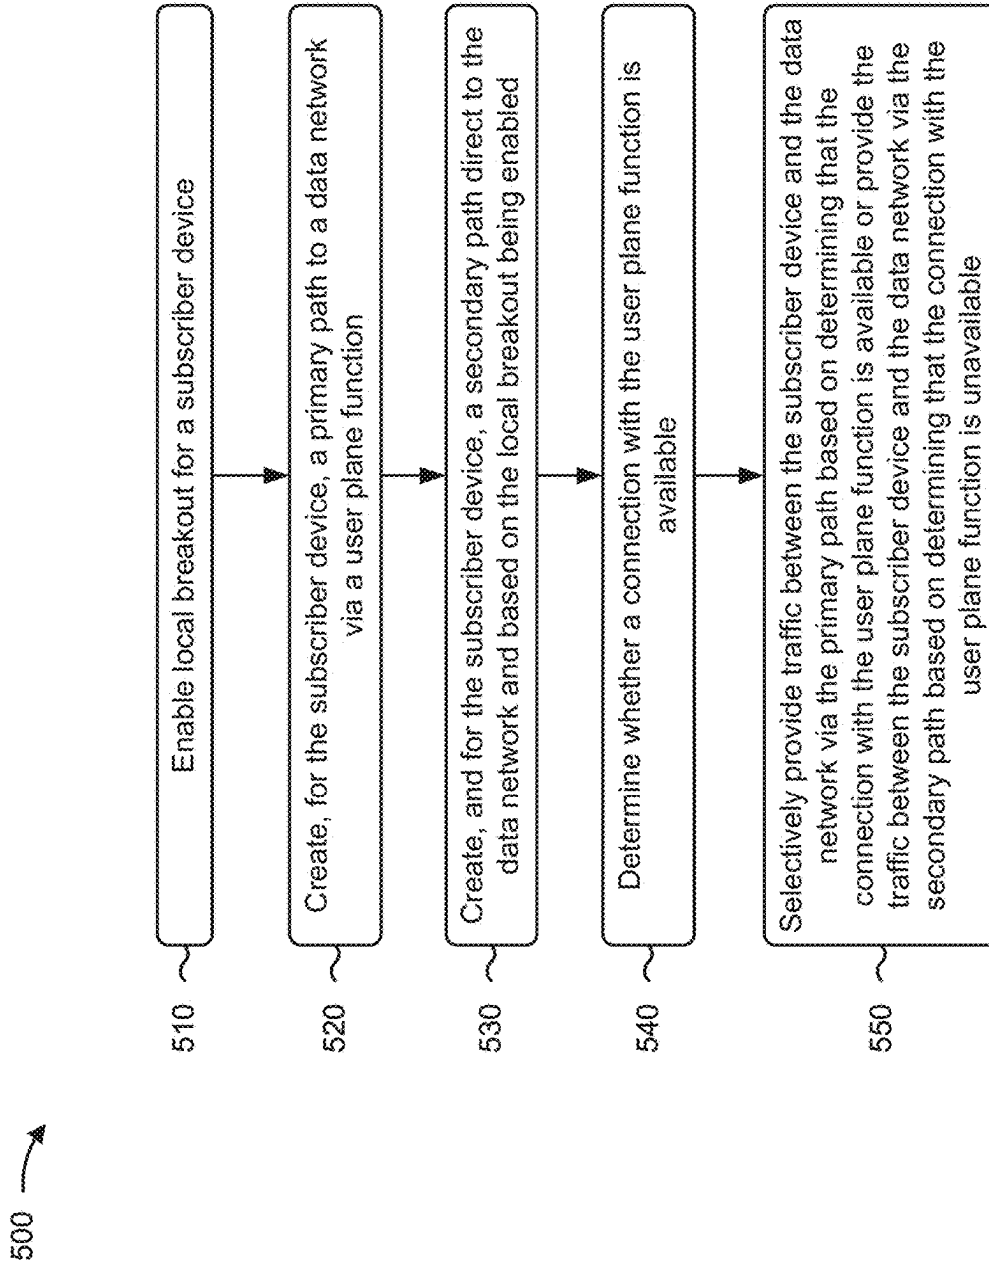 500
510
Enable local breakout for a subscriber device
520
Create, for the subscriber device, a primary path to a data network
via a user plane function
530
Create, and for the subscriber device, a secondary path direct to the
data network and based on the local breakout being enabled
540
Determine whether a connection with the user plane function is
available
550
Selectively provide traffic between the subscriber device and the data
network via the primary path based on determining that the
connection with the user plane function is available or provide the
traffic between the subscriber device and the data network via the
secondary path based on determining that the connection with the
user plane function is unavailable